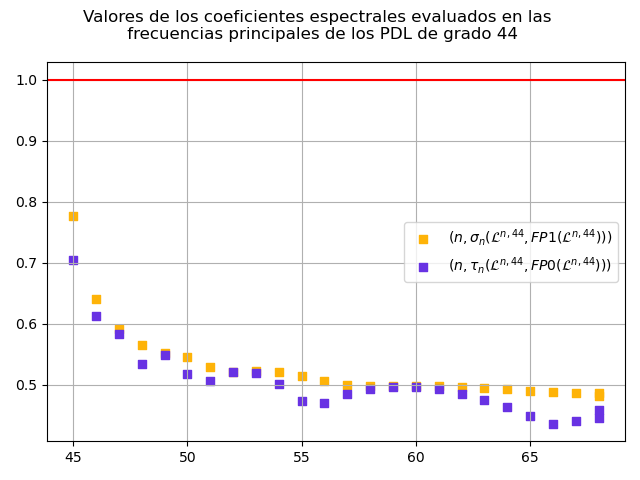 Valores de los coeficientes espectrales evaluados en las
frecuencias principales de los PDL de grado 44
1.0
0.9
0.8
0.7
0.6
0.5
(n, σₙ(ℒⁿ,⁴⁴, FP1(ℒⁿ,⁴⁴)))
(n, τₙ(ℒⁿ,⁴⁴, FP0(ℒⁿ,⁴⁴)))
45 50 55 60 65